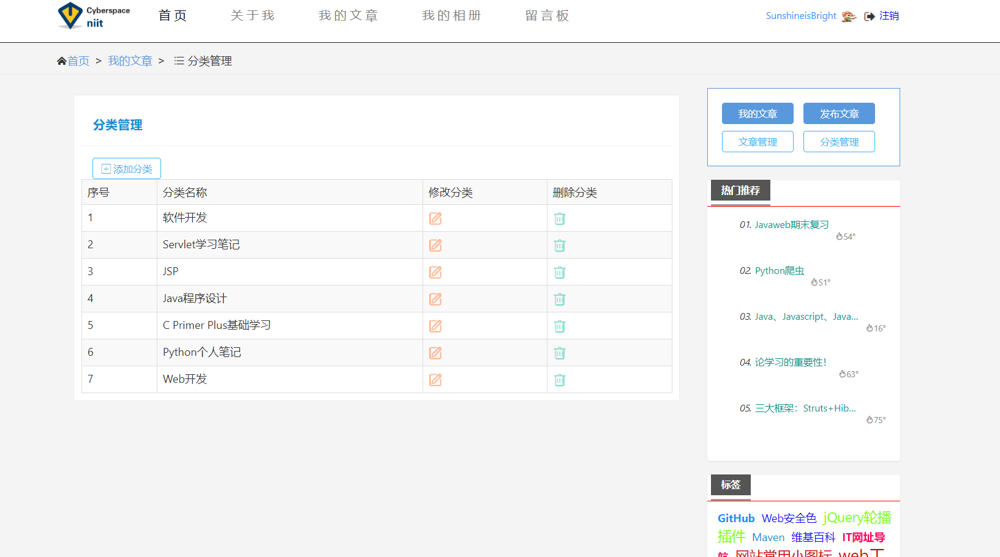 Cyberspace
niit
首页 关于我 我的文章 我的相册 留言板
SunshineisBright 注销
首页 > 我的文章 > 分类管理
分类管理
添加分类
序号 分类名称 修改分类 删除分类
1 软件开发
2 Servlet学习笔记
3 JSP
4 Java程序设计
5 C Primer Plus基础学习
6 Python个人笔记
7 Web开发
我的文章 发布文章
文章管理 分类管理
热门推荐
01. Javaweb期末复习
54°
02. Python爬虫
51°
03. Java、Javascript、Java...
16°
04. 论学习的重要性!
63°
05. 三大框架：Struts+Hib...
75°
标签
GitHub Web安全色 jQuery轮播
插件 Maven 维基百科 IT网址导
航 网站常用小图标 web工